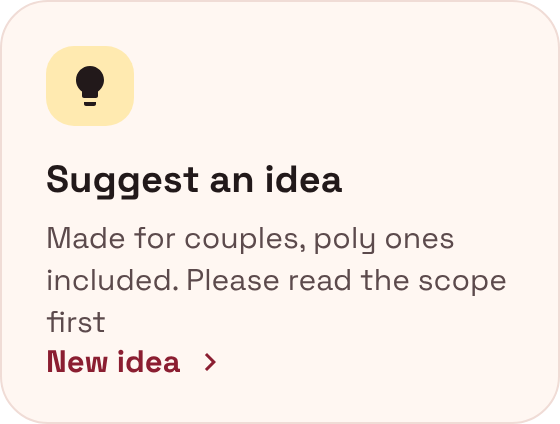 Suggest an idea
Made for couples, poly ones
included. Please read the scope
first
New idea